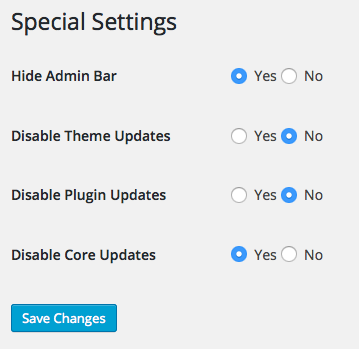 Special Settings
Hide Admin Bar Yes No
Disable Theme Updates Yes No
Disable Plugin Updates Yes No
Disable Core Updates Yes No
Save Changes